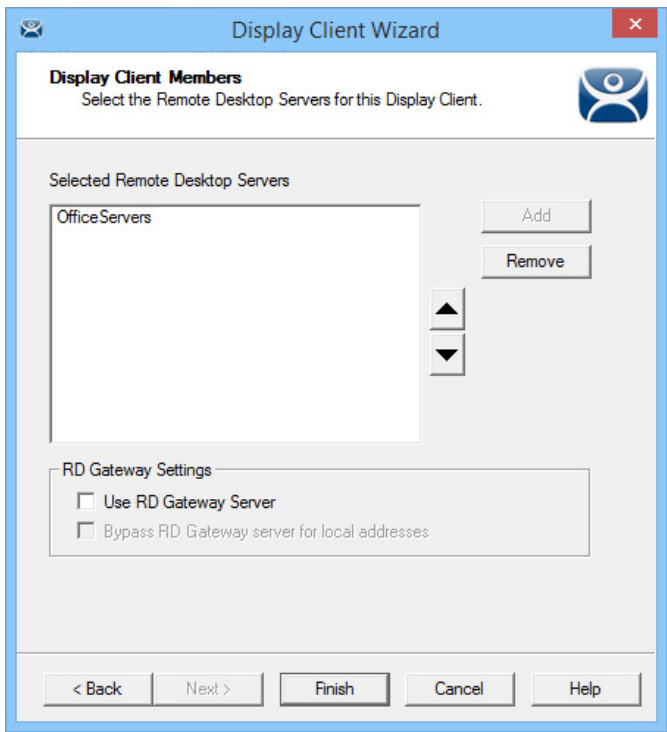 Display Client Wizard
Display Client Members
Select the Remote Desktop Servers for this Display Client.
Selected Remote Desktop Servers
OfficeServers
Add
Remove
RD Gateway Settings
Use RD Gateway Server
Bypass RD Gateway server for local addresses
< Back
Next >
Finish
Cancel
Help